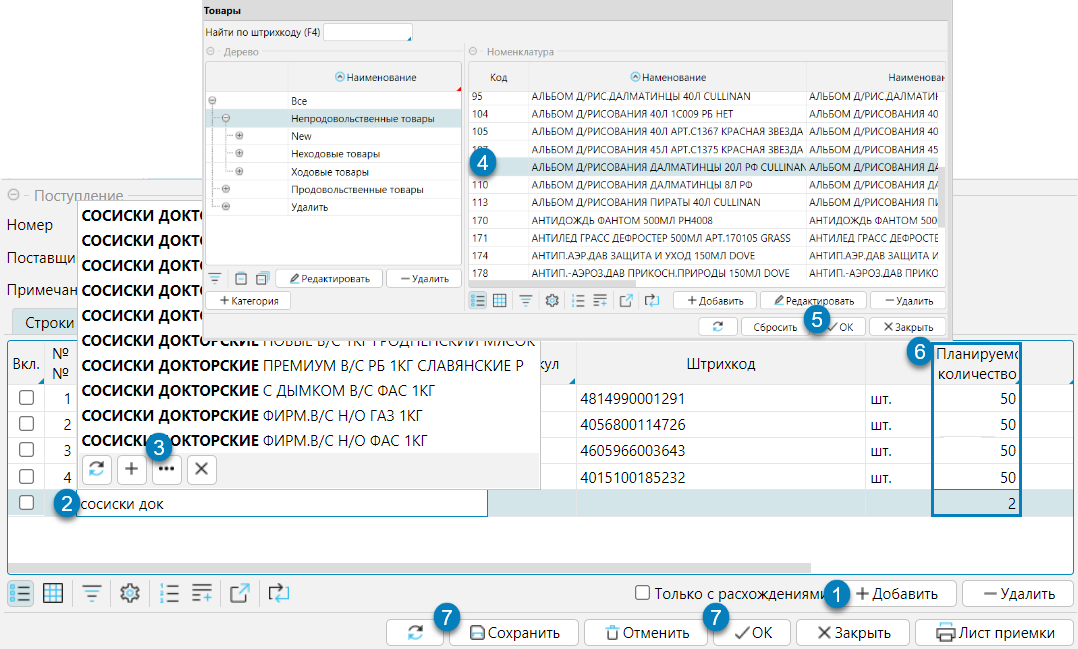 Товары
Найти по штрихкоду (F4)
Дерево
Наименование
Все
Непродовольственные товары
New
Неходовые товары
Ходовые товары
Продовольственные товары
Удалить
Редактировать
Удалить
Категория
Номенклатура
Код Наменование Наименован
95 АЛЬБОМ Д/РИС.ДАЛМАТИНЦЫ 40Л CULLINAN АЛЬБОМ Д/РИС.ДАЛМАТИН
104 АЛЬБОМ Д/РИСОВАНИЯ 40Л 1С009 РБ НЕТ АЛЬБОМ Д/РИСОВАНИЯ 40
105 АЛЬБОМ Д/РИСОВАНИЯ 40Л АРТ.С1367 КРАСНАЯ ЗВЕЗДА АЛЬБОМ Д/РИСОВАНИЯ 40
АЛЬБОМ Д/РИСОВАНИЯ 45Л АРТ.С1375 КРАСНАЯ ЗВЕЗДА АЛЬБОМ Д/РИСОВАНИЯ 45
4
АЛЬБОМ Д/РИСОВАНИЯ ДАЛМАТИНЦЫ 20Л РФ CULLINAN АЛЬБОМ Д/РИСОВАНИЯ ДА
110 АЛЬБОМ Д/РИСОВАНИЯ ДАЛМАТИНЦЫ 8Л РФ АЛЬБОМ Д/РИСОВАНИЯ ДА
113 АЛЬБОМ Д/РИСОВАНИЯ ПИРАТЫ 40Л CULLINAN АЛЬБОМ Д/РИСОВАНИЯ ПИ
170 АНТИДОЖДЬ ФАНТОМ 500МЛ РН4008 АНТИДОЖДЬ ФАНТОМ 500
171 АНТИЛЕД ГРАСС ДЕФРОСТЕР 500МЛ АРТ.170105 GRASS АНТИЛЕД ГРАСС ДЕФРОСТЕ
174 АНТИП.АЭР.ДАВ ЗАЩИТА И УХОД 150МЛ DOVE АНТИП.АЭР.ДАВ ЗАЩИТА И
178 АНТИП.-АЭРОЗ.ДАВ ПРИКОСН.ПРИРОДЫ 150МЛ DOVE АНТИП.-АЭРОЗ.ДАВ ПРИКО
Добавить
Редактировать
Удалить
Сбросить
5
OK
Закрыть
Поступление
Номер
Поставщи
Примечан
Строки
СОСИСКИ ДОКТО
СОСИСКИ ДОКТО
СОСИСКИ ДОКТО
СОСИСКИ ДОКТО
СОСИСКИ ДОКТО
СОСИСКИ ДОКТОРСКИЕ НОВЫЕ В/С 1КГ ГРОДНЕНСКИЙ МЯСОК
СОСИСКИ ДОКТОРСКИЕ ПРЕМИУМ В/С РБ 1КГ СЛАВЯНСКИЕ Р
СОСИСКИ ДОКТОРСКИЕ С ДЫМКОМ В/С ФАС 1КГ
СОСИСКИ ДОКТОРСКИЕ ФИРМ.В/С Н/О ГАЗ 1КГ
СОСИСКИ ДОКТОРСКИЕ ФИРМ.В/С Н/О ФАС 1КГ
3
Вкл.
№
№
кул
Штрихкод
6
Планируемо
количество
1 4814990001291 шт. 50
2 4056800114726 50
3 4605966003643 шт. 50
4 4015100185232 шт. 50
2 сосиски док 2
Только с расхождениями
1
Добавить
Удалить
7
Сохранить
Отменить
7
OK
Закрыть
Лист приемки